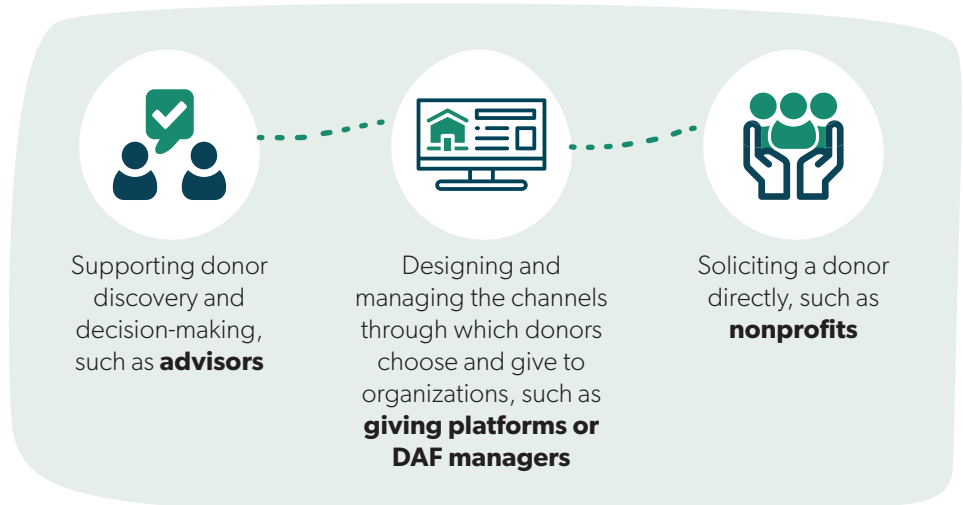 Supporting donor
discovery and
decision-making,
such as advisors
Designing and
managing the channels
through which donors
choose and give to
organizations, such as
giving platforms or
DAF managers
Soliciting a donor
directly, such as
nonprofits